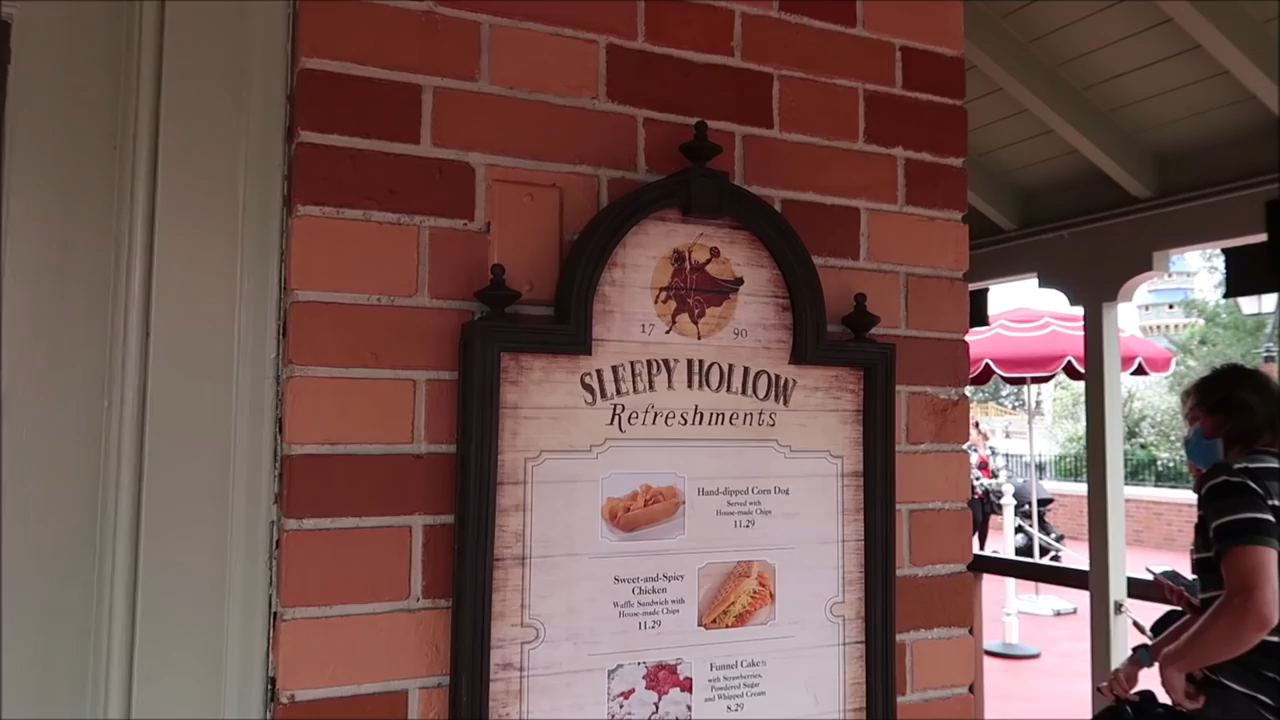 17 90
SLEEPY HOLLOW
Refreshments
Hand-dipped Corn Dog
Served with
House-made Chips
11.29
Sweet-and-Spicy
Chicken
Waffle Sandwich with
House-made Chips
11.29
Funnel Cake
with Strawberries,
Powdered Sugar
and Whipped Cream
8.29